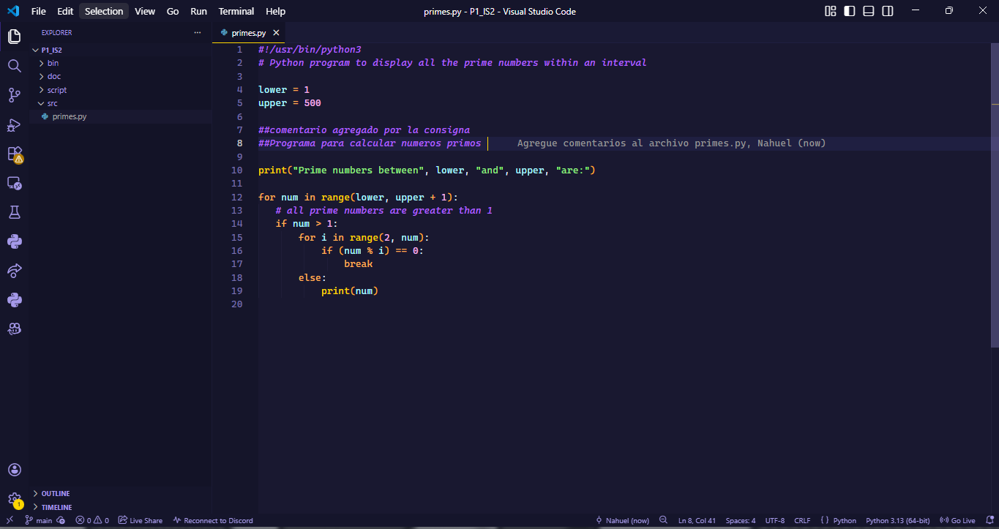 File Edit Selection View Go Run Terminal Help primes.py - P1_IS2 - Visual Studio Code
EXPLORER ...
P1_IS2
bin
doc
script
src
primes.py
OUTLINE
TIMELINE
primes.py
1 #!/usr/bin/python3
2 # Python program to display all the prime numbers within an interval
3
4 lower = 1
5 upper = 500
6
7 ##comentario agregado por la consigna
8 ##Programa para calcular numeros primos Agregue comentarios al archivo primes.py, Nahuel (now)
9
10 print("Prime numbers between", lower, "and", upper, "are:")
11
12 for num in range(lower, upper + 1):
13 # all prime numbers are greater than 1
14 if num > 1:
15 for i in range(2, num):
16 if (num % i) == 0:
17 break
18 else:
19 print(num)
20
1
main 0 0 Live Share Reconnect to Discord Nahuel (now) Ln 8, Col 41 Spaces: 4 UTF-8 CRLF {} Python Python 3.13 (64-bit) Go Live